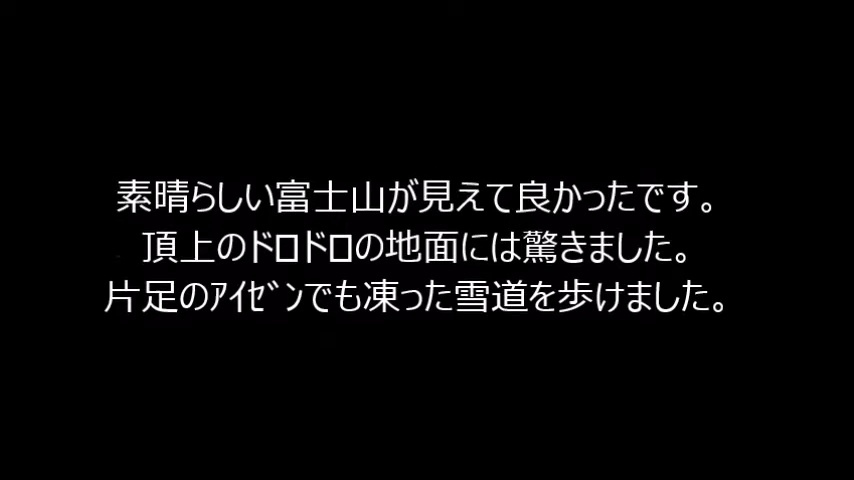 素晴らしい富士山が見えて良かったです。
頂上のドロドロの地面には驚きました。
片足のｱｲｾﾞﾝでも凍った雪道を歩けました。